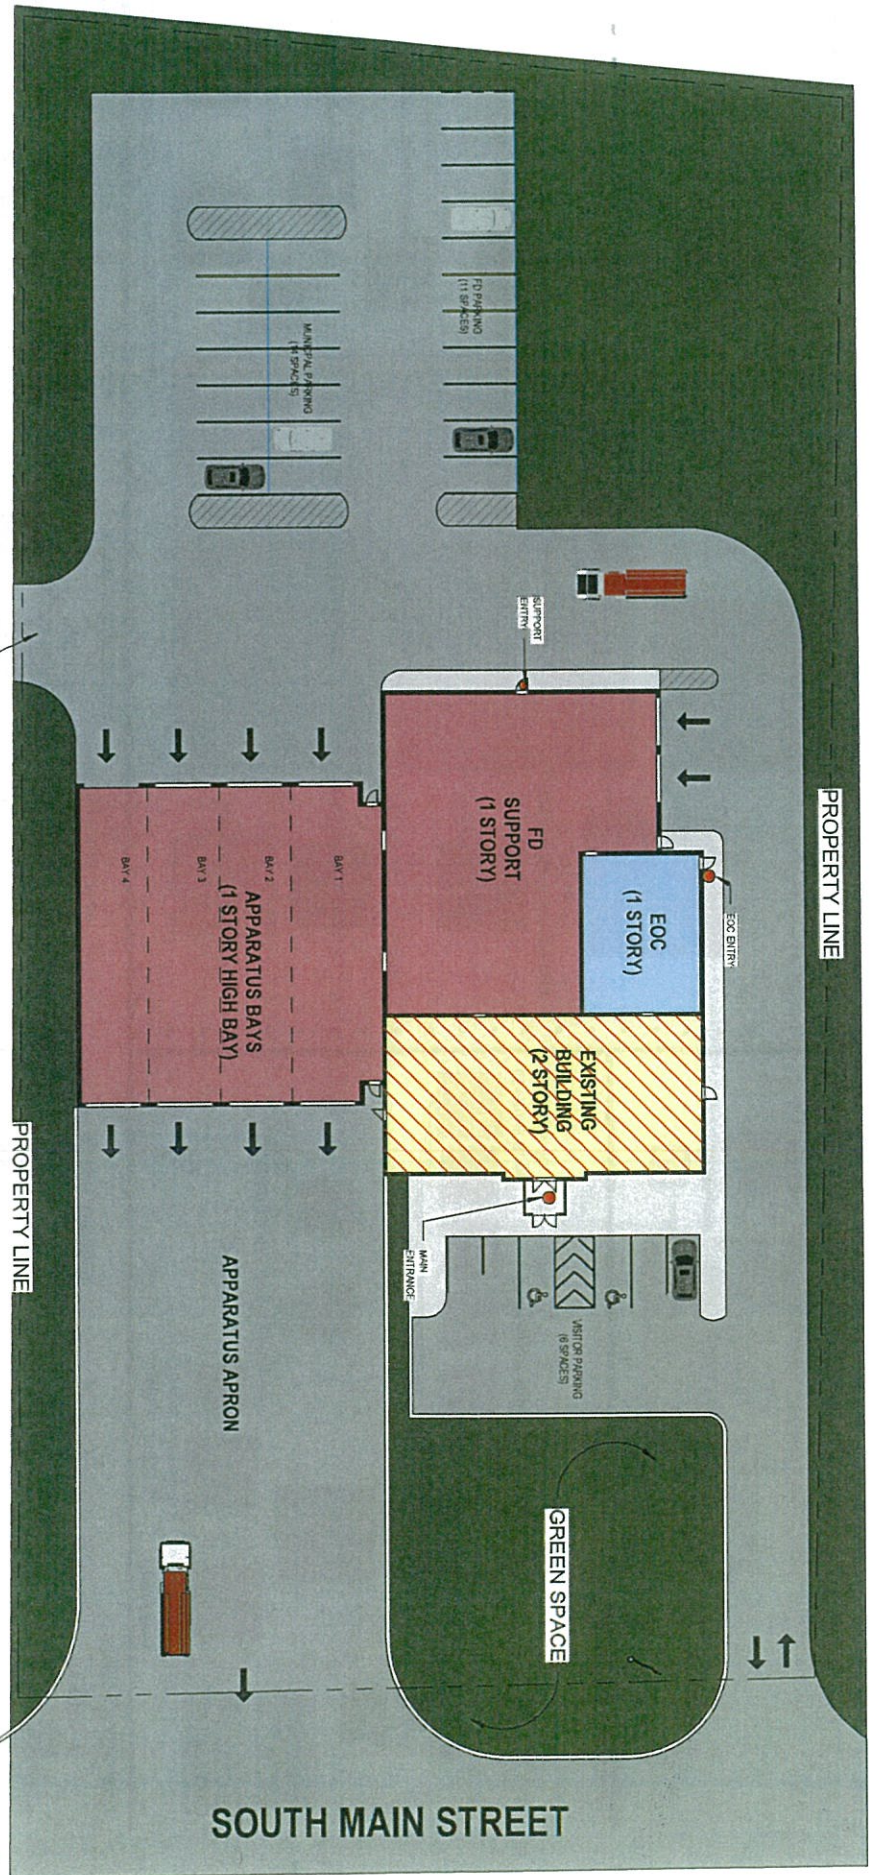 FD PARKING
(11 SPACES)
MUNICIPAL PARKING
(14 SPACES)
SUPPORT
ENTRY
PROPERTY LINE
FD
SUPPORT
(1 STORY)
EOC
(1 STORY)
EOC ENTRY
BAY 1
BAY 2
BAY 3
BAY 4
APPARATUS BAYS
(1 STORY HIGH BAY)
EXISTING
BUILDING
(2 STORY)
MAIN
ENTRANCE
VISITOR PARKING
(6 SPACES)
PROPERTY LINE
APPARATUS APRON
GREEN SPACE
SOUTH MAIN STREET